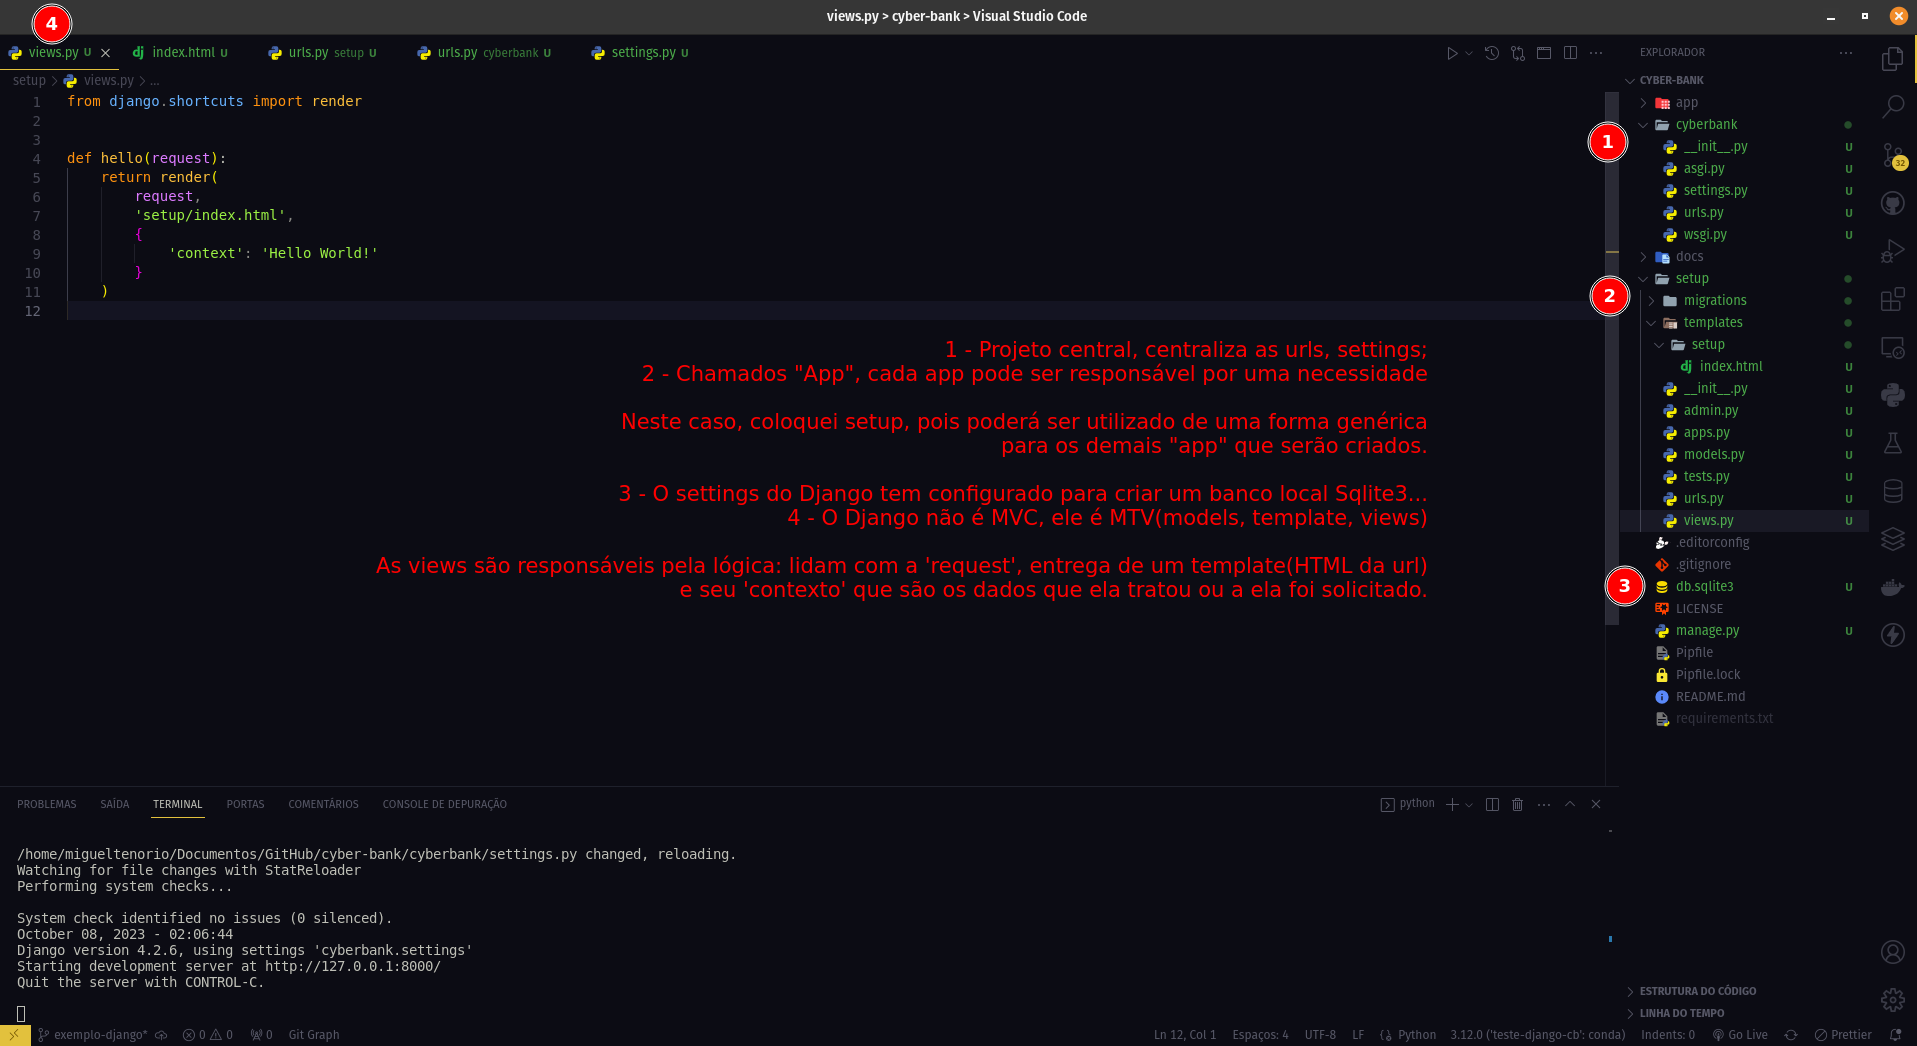 views.py > cyber-bank > Visual Studio Code
4
views.py U
index.html U
urls.py setup U
urls.py cyberbank U
settings.py U
setup > views.py > ...
1 from django.shortcuts import render
2
3
4 def hello(request):
5 return render(
6 request,
7 'setup/index.html',
8 {
9 'context': 'Hello World!'
10 }
11 )
12
1 - Projeto central, centraliza as urls, settings;
2 - Chamados "App", cada app pode ser responsável por uma necessidade
Neste caso, coloquei setup, pois poderá ser utilizado de uma forma genérica
para os demais "app" que serão criados.
3 - O settings do Django tem configurado para criar um banco local Sqlite3...
4 - O Django não é MVC, ele é MTV(models, template, views)
As views são responsáveis pela lógica: lidam com a 'request', entrega de um template(HTML da url)
e seu 'contexto' que são os dados que ela tratou ou a ela foi solicitado.
EXPLORADOR
CYBER-BANK
app
cyberbank
1
__init__.py U
asgi.py U
settings.py U
urls.py U
wsgi.py U
docs
setup
2
migrations
templates
setup
index.html U
__init__.py U
admin.py U
apps.py U
models.py U
tests.py U
urls.py U
views.py U
.editorconfig
.gitignore
3
db.sqlite3 U
LICENSE
manage.py U
Pipfile
Pipfile.lock
README.md
requirements.txt
32
ESTRUTURA DO CÓDIGO
LINHA DO TEMPO
PROBLEMAS SAÍDA TERMINAL PORTAS COMENTÁRIOS CONSOLE DE DEPURAÇÃO
python
/home/migueltenorio/Documentos/GitHub/cyber-bank/cyberbank/settings.py changed, reloading.
Watching for file changes with StatReloader
Performing system checks...
System check identified no issues (0 silenced).
October 08, 2023 - 02:06:44
Django version 4.2.6, using settings 'cyberbank.settings'
Starting development server at http://127.0.0.1:8000/
Quit the server with CONTROL-C.
exemplo-django* 0 0 0 Git Graph
Ln 12, Col 1 Espaços: 4 UTF-8 LF Python 3.12.0 ('teste-django-cb': conda) Indents: 0 Go Live Prettier